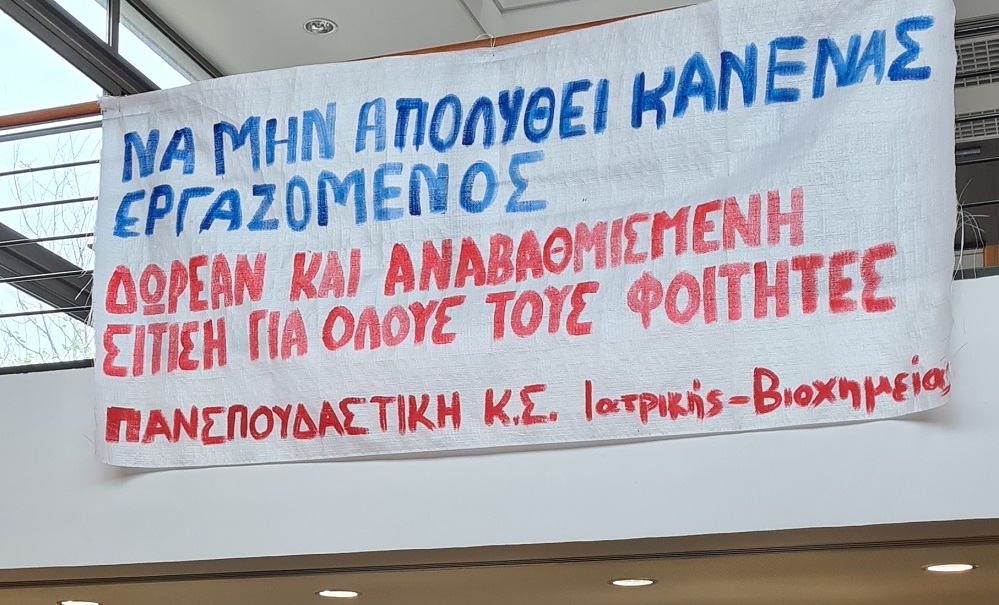 ΝΑ ΜΗΝ ΑΠΟΛΥΘΕΙ ΚΑΝΕΝΑΣ
ΕΡΓΑΖΟΜΕΝΟΣ
ΔΩΡΕΑΝ ΚΑΙ ΑΝΑΒΑΘΜΙΣΜΕΝΗ
ΣΙΤΙΣΗ ΓΙΑ ΟΛΟΥΣ ΤΟΥΣ ΦΟΙΤΗΤΕΣ
ΠΑΝΣΠΟΥΔΑΣΤΙΚΗ Κ.Σ. Ιατρικής-Βιοχημείας